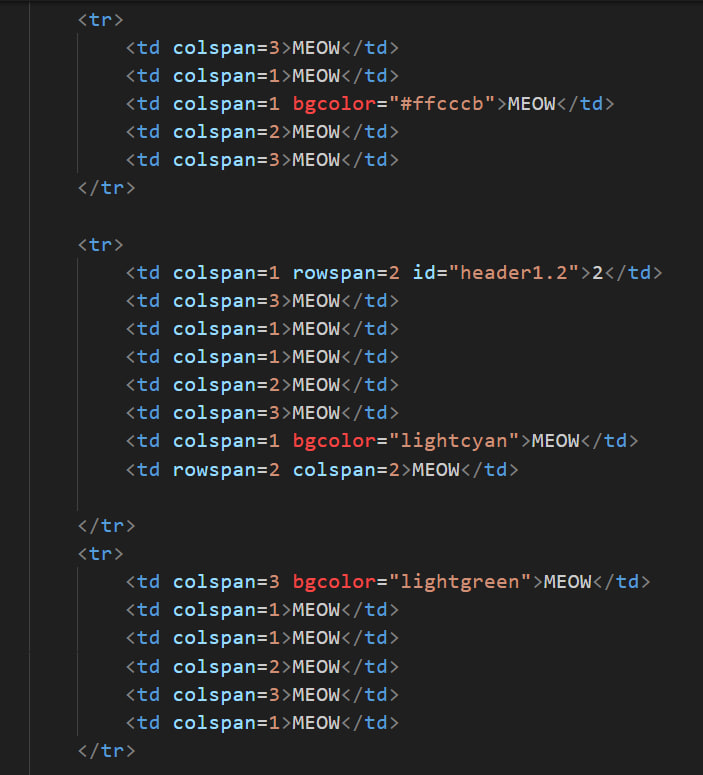 <tr>
<td colspan=3>MEOW</td>
<td colspan=1>MEOW</td>
<td colspan=1 bgcolor="#ffcccb">MEOW</td>
<td colspan=2>MEOW</td>
<td colspan=3>MEOW</td>
</tr>
<tr>
<td colspan=1 rowspan=2 id="header1.2">2</td>
<td colspan=3>MEOW</td>
<td colspan=1>MEOW</td>
<td colspan=1>MEOW</td>
<td colspan=2>MEOW</td>
<td colspan=3>MEOW</td>
<td colspan=1 bgcolor="lightcyan">MEOW</td>
<td rowspan=2 colspan=2>MEOW</td>
</tr>
<tr>
<td colspan=3 bgcolor="lightgreen">MEOW</td>
<td colspan=1>MEOW</td>
<td colspan=1>MEOW</td>
<td colspan=2>MEOW</td>
<td colspan=3>MEOW</td>
<td colspan=1>MEOW</td>
</tr>